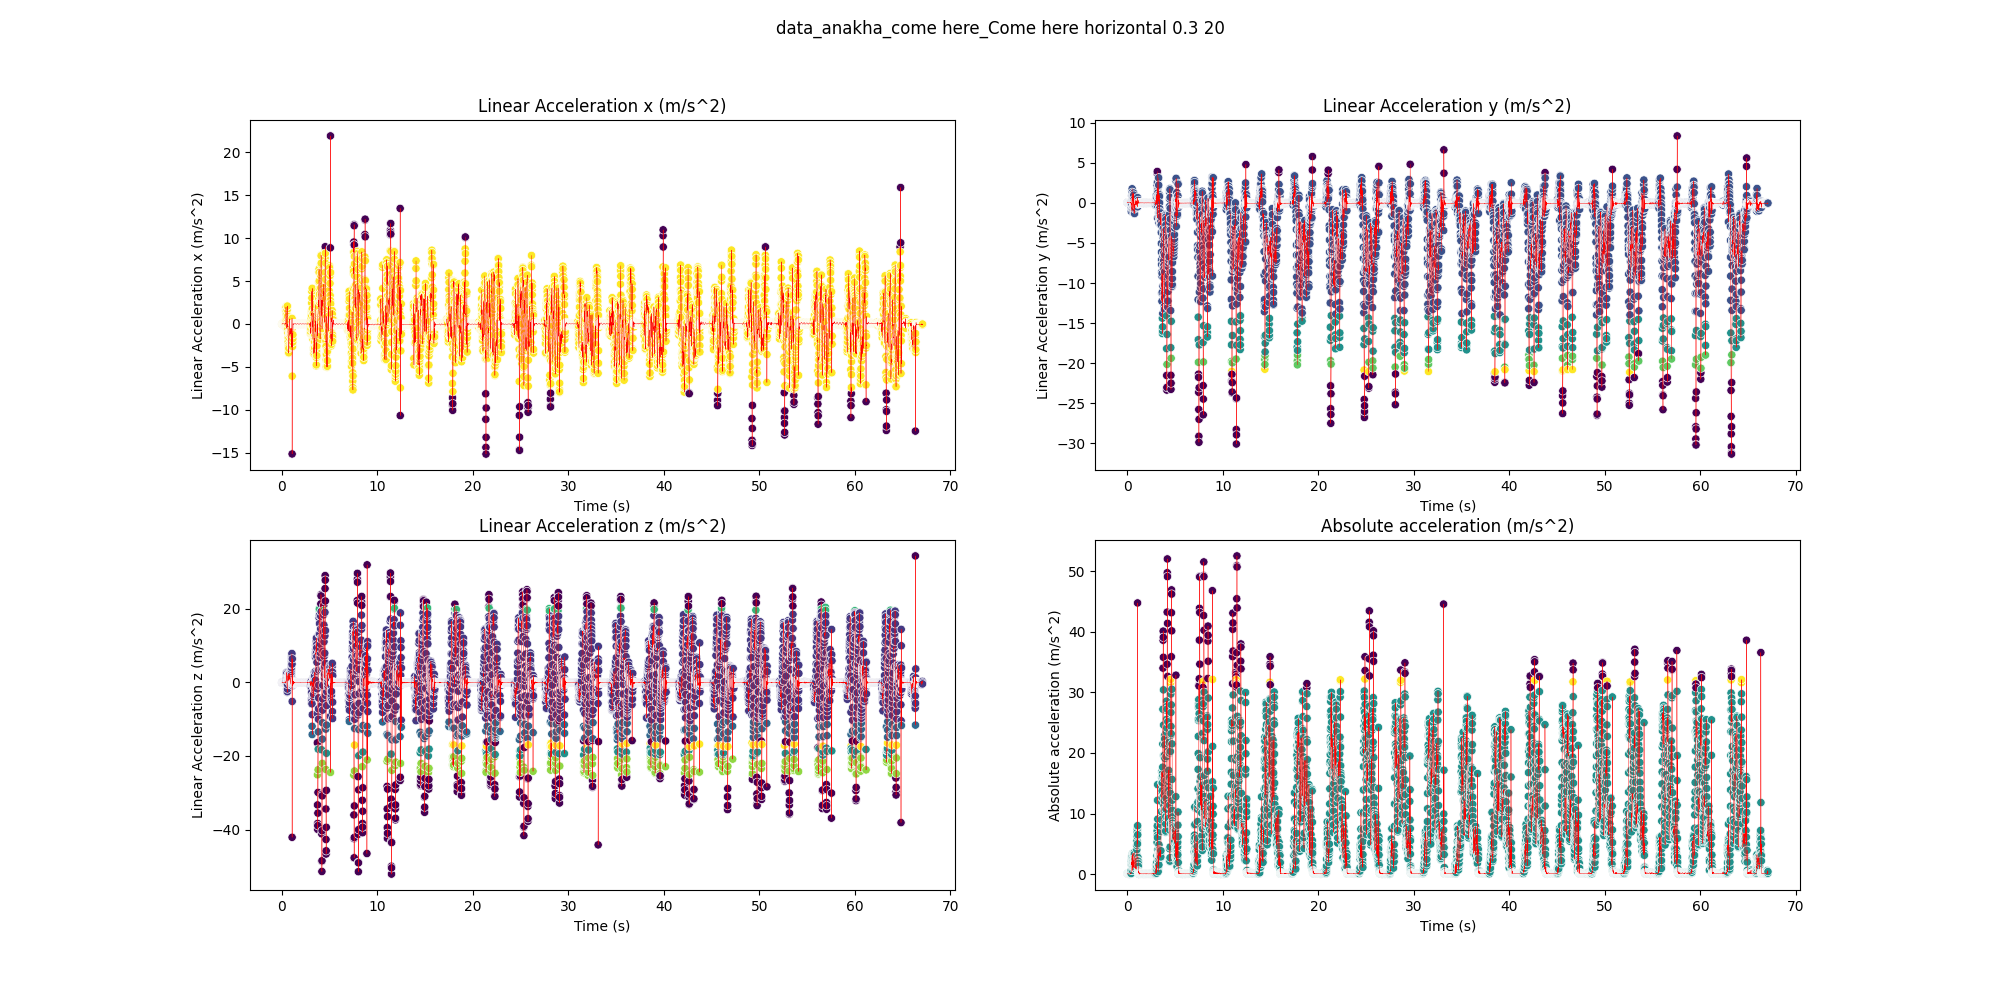 data_anakha_come here_Come here horizontal 0.3 20
Linear Acceleration x (m/s^2)
Linear Acceleration x (m/s^2)
20
15
10
5
0
−5
−10
−15
0 10 20 30 40 50 60 70
Time (s)
Linear Acceleration y (m/s^2)
Linear Acceleration y (m/s^2)
10
5
0
−5
−10
−15
−20
−25
−30
0 10 20 30 40 50 60 70
Time (s)
Linear Acceleration z (m/s^2)
Linear Acceleration z (m/s^2)
20
0
−20
−40
0 10 20 30 40 50 60 70
Time (s)
Absolute acceleration (m/s^2)
Absolute acceleration (m/s^2)
50
40
30
20
10
0
0 10 20 30 40 50 60 70
Time (s)